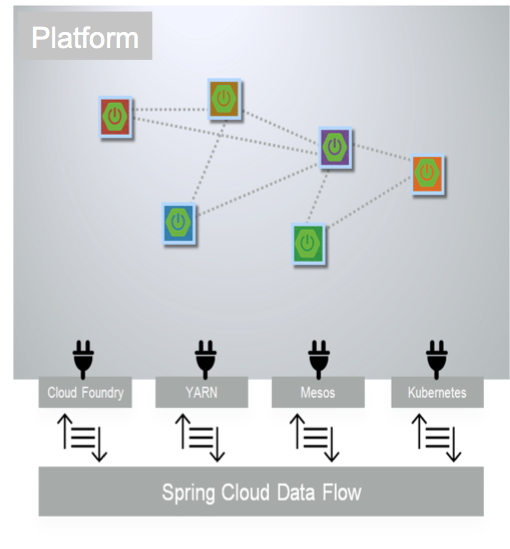 Platform
Cloud Foundry
YARN
Mesos
Kubernetes
Spring Cloud Data Flow